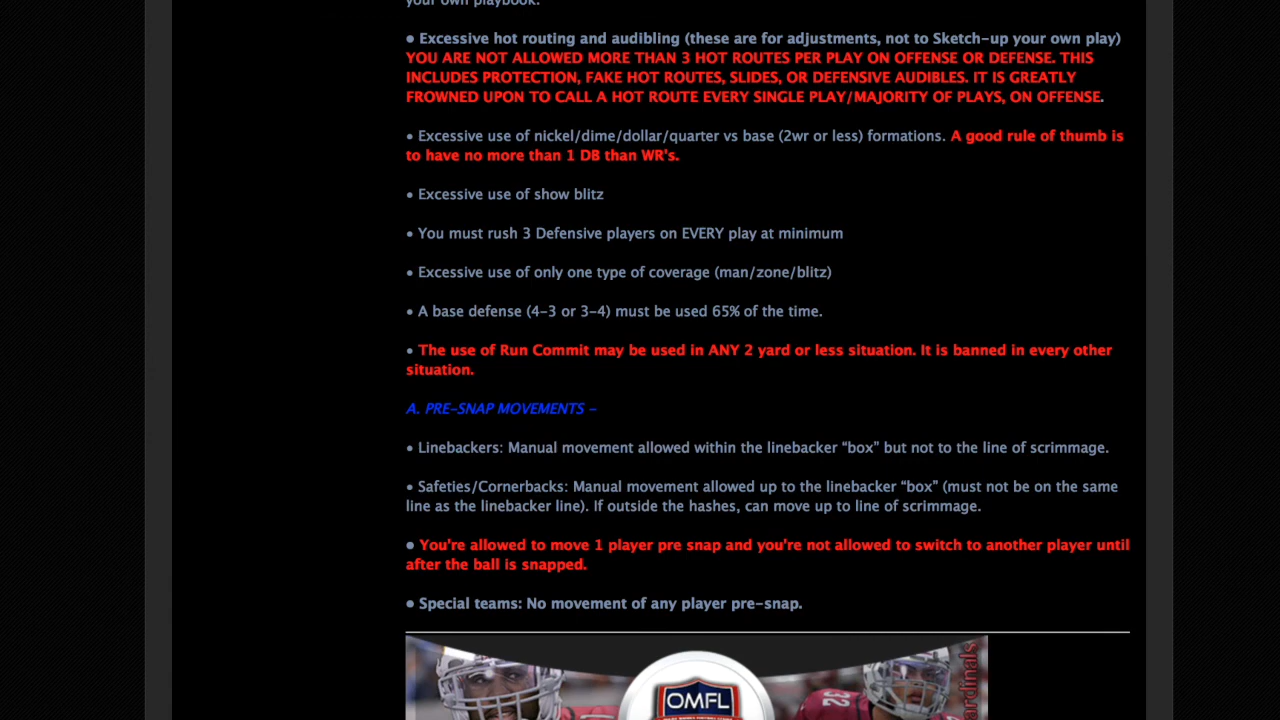 your own playbook.
● Excessive hot routing and audibling (these are for adjustments, not to Sketch-up your own play)
YOU ARE NOT ALLOWED MORE THAN 3 HOT ROUTES PER PLAY ON OFFENSE OR DEFENSE. THIS
INCLUDES PROTECTION, FAKE HOT ROUTES, SLIDES, OR DEFENSIVE AUDIBLES. IT IS GREATLY
FROWNED UPON TO CALL A HOT ROUTE EVERY SINGLE PLAY/MAJORITY OF PLAYS, ON OFFENSE.
• Excessive use of nickel/dime/dollar/quarter vs base (2wr or less) formations. A good rule of thumb is
to have no more than 1 DB than WR's.
• Excessive use of show blitz
• You must rush 3 Defensive players on EVERY play at minimum
• Excessive use of only one type of coverage (man/zone/blitz)
• A base defense (4-3 or 3-4) must be used 65% of the time.
• The use of Run Commit may be used in ANY 2 yard or less situation. It is banned in every other
situation.
A. PRE-SNAP MOVEMENTS –
• Linebackers: Manual movement allowed within the linebacker “box” but not to the line of scrimmage.
• Safeties/Cornerbacks: Manual movement allowed up to the linebacker “box” (must not be on the same
line as the linebacker line). If outside the hashes, can move up to line of scrimmage.
● You're allowed to move 1 player pre snap and you're not allowed to switch to another player until
after the ball is snapped.
● Special teams: No movement of any player pre-snap.
OMFL
32